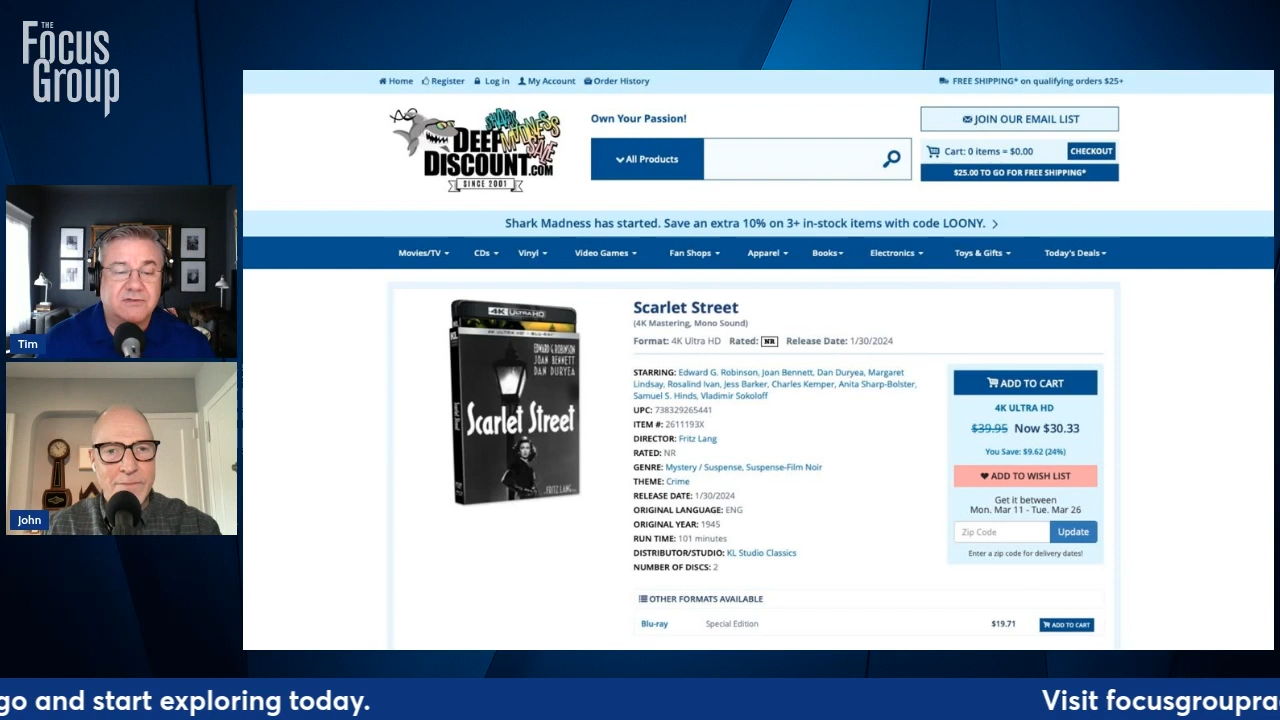 THE
Focus
Group
Home Register Log in My Account Order History
FREE SHIPPING* on qualifying orders $25+
SHARK MADNESS SALE
DEEP
DISCOUNT.COM
SINCE 2001
Own Your Passion!
All Products
JOIN OUR EMAIL LIST
Cart: 0 items = $0.00 CHECKOUT
$25.00 TO GO FOR FREE SHIPPING*
Shark Madness has started. Save an extra 10% on 3+ in-stock items with code LOONY. >
Movies/TV CDs Vinyl Video Games Fan Shops Apparel Books Electronics Toys & Gifts Today's Deals
4K ULTRA HD
4K ULTRA HD + BLU-RAY
EDWARD G. ROBINSON
JOAN BENNETT
DAN DURYEA
Scarlet Street
Scarlet Street
FRITZ LANG
Scarlet Street
(4K Mastering, Mono Sound)
Format: 4K Ultra HD Rated: NR Release Date: 1/30/2024
STARRING: Edward G. Robinson, Joan Bennett, Dan Duryea, Margaret
Lindsay, Rosalind Ivan, Jess Barker, Charles Kemper, Anita Sharp-Bolster,
Samuel S. Hinds, Vladimir Sokoloff
UPC: 738329265441
ITEM #: 2611193X
DIRECTOR: Fritz Lang
RATED: NR
GENRE: Mystery / Suspense, Suspense-Film Noir
THEME: Crime
RELEASE DATE: 1/30/2024
ORIGINAL LANGUAGE: ENG
ORIGINAL YEAR: 1945
RUN TIME: 101 minutes
DISTRIBUTOR/STUDIO: KL Studio Classics
NUMBER OF DISCS: 2
ADD TO CART
4K ULTRA HD
$39.95 Now $30.33
You Save: $9.62 (24%)
ADD TO WISH LIST
Get it between
Mon. Mar 11 - Tue. Mar 26
Zip Code Update
Enter a zip code for delivery dates!
OTHER FORMATS AVAILABLE
Blu-ray Special Edition $19.71 ADD TO CART
Tim
John
go and start exploring today.
Visit focusgroupra